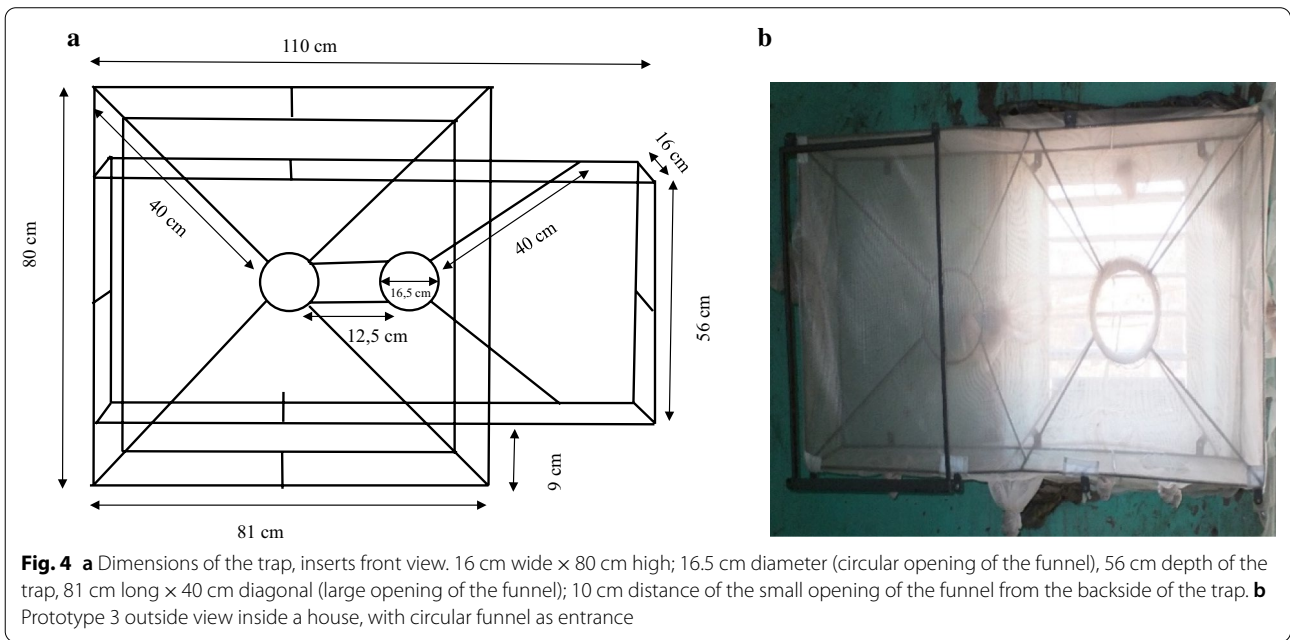 a
b
110 cm
16 cm
80 cm
40 cm
40 cm
16,5 cm
12,5 cm
56 cm
9 cm
81 cm
Fig. 4 a Dimensions of the trap, inserts front view. 16 cm wide × 80 cm high; 16.5 cm diameter (circular opening of the funnel), 56 cm depth of the
trap, 81 cm long × 40 cm diagonal (large opening of the funnel); 10 cm distance of the small opening of the funnel from the backside of the trap. b
Prototype 3 outside view inside a house, with circular funnel as entrance